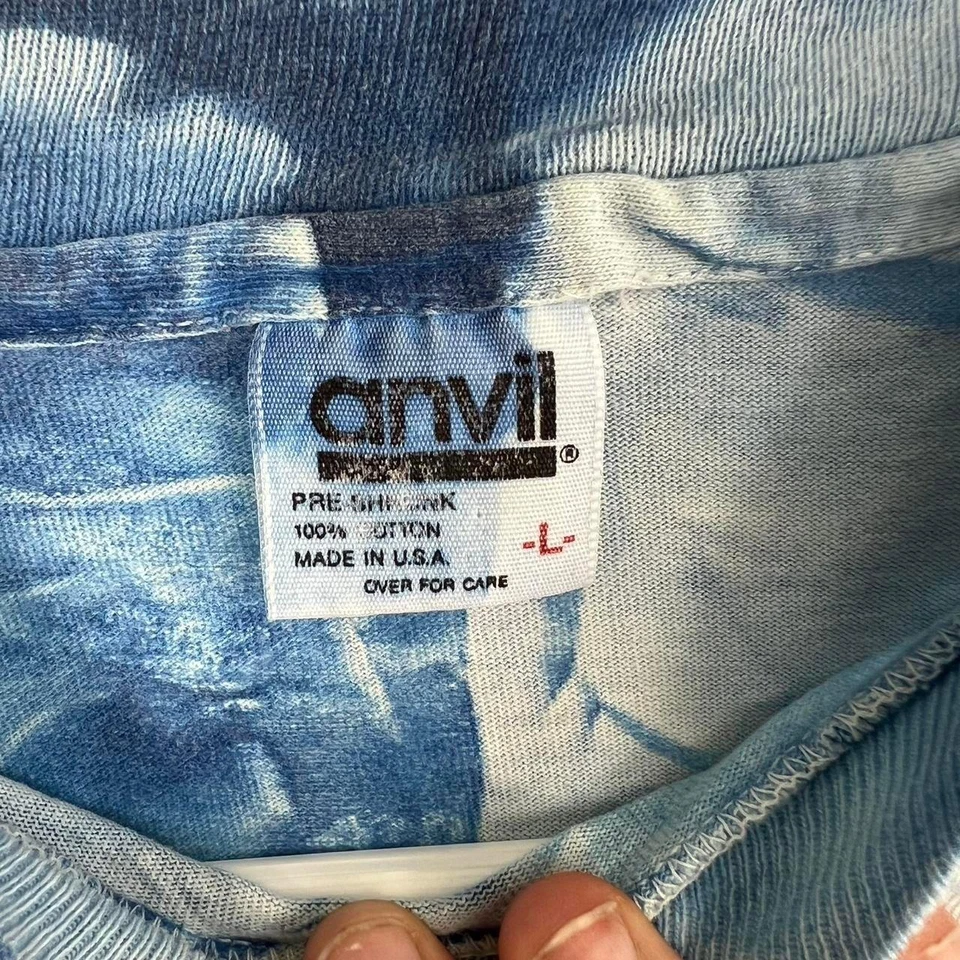 anvil®
PRE-SHRUNK
100% COTTON
-L-
MADE IN U.S.A.
OVER FOR CARE